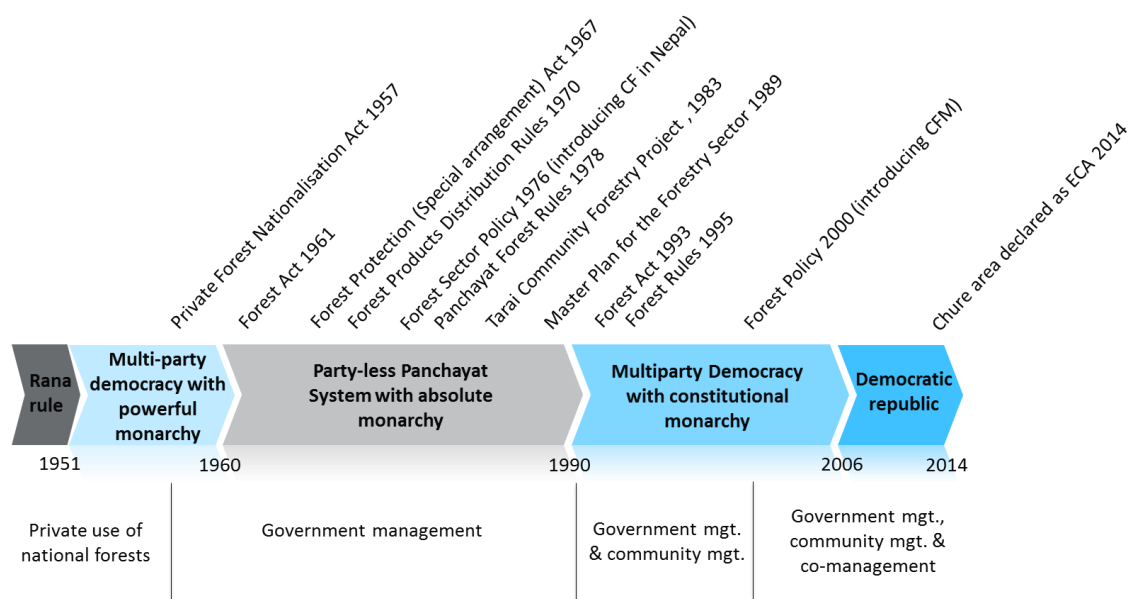 Private Forest Nationalisation Act 1957
Forest Act 1961
Forest Protection (Special arrangement) Act 1967
Forest Products Distribution Rules 1970
Forest Sector Policy 1976 (introducing CF in Nepal)
Panchayat Forest Rules 1978
Tarai Community Forestry Project , 1983
Master Plan for the Forestry Sector 1989
Forest Act 1993
Forest Rules 1995
Forest Policy 2000 (introducing CFM)
Chure area declared as ECA 2014
Rana
rule
Multi-party
democracy with
powerful
monarchy
Party-less Panchayat
System with absolute
monarchy
Multiparty Democracy
with constitutional
monarchy
Democratic
republic
1951
1960
1990
2006
2014
Private use of
national forests
Government management
Government mgt.
& community mgt.
Government mgt.,
community mgt. &
co-management